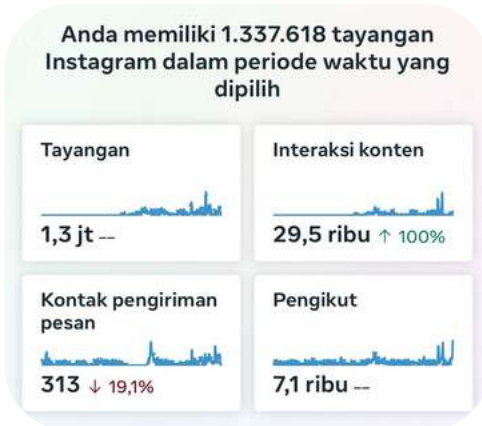 Anda memiliki 1.337.618 tayangan
Instagram dalam periode waktu yang
dipilih
Tayangan
1,3 jt --
Interaksi konten
29,5 ribu ↑ 100%
Kontak pengiriman
pesan
313 ↓ 19,1%
Pengikut
7,1 ribu --